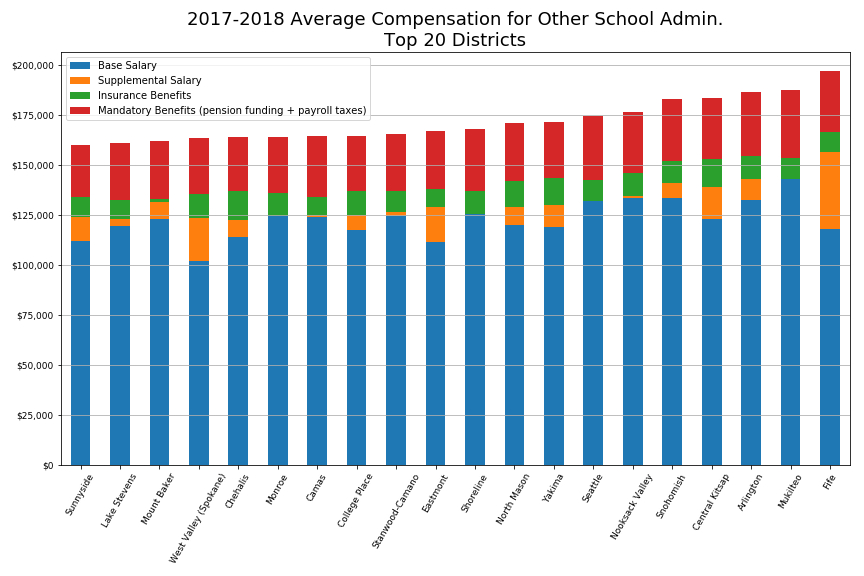 2017-2018 Average Compensation for Other School Admin.
Top 20 Districts
Base Salary
Supplemental Salary
Insurance Benefits
Mandatory Benefits (pension funding + payroll taxes)
$200,000
$175,000
$150,000
$125,000
$100,000
$75,000
$50,000
$25,000
$0
Sunnyside
Lake Stevens
Mount Baker
West Valley (Spokane)
Chehalis
Monroe
Camas
College Place
Stanwood-Camano
Eastmont
Shoreline
North Mason
Yakima
Seattle
Nooksack Valley
Snohomish
Central Kitsap
Arlington
Mukilteo
Fife